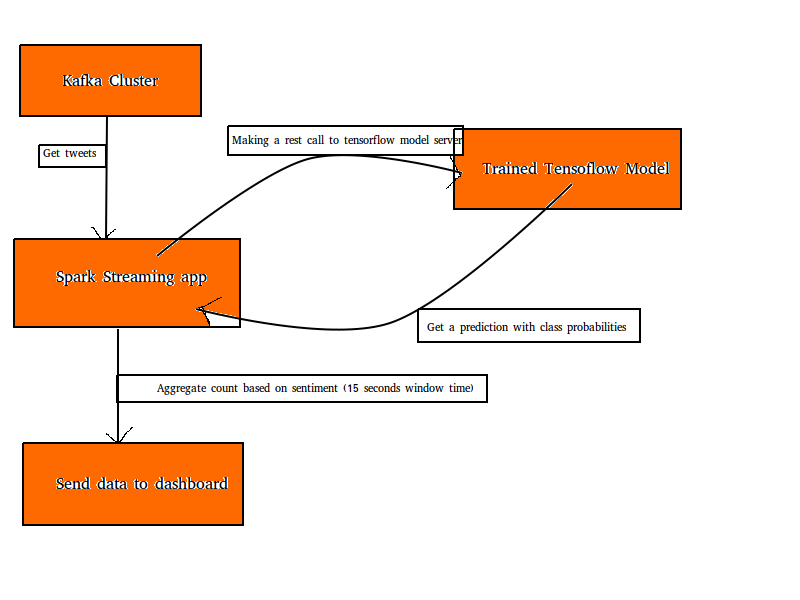 Kafka Cluster
Get tweets
Making a rest call to tensorflow model server
Trained Tensoflow Model
Spark Streaming app
Get a prediction with class probabilities
Aggregate count based on sentiment (15 seconds window time)
Send data to dashboard